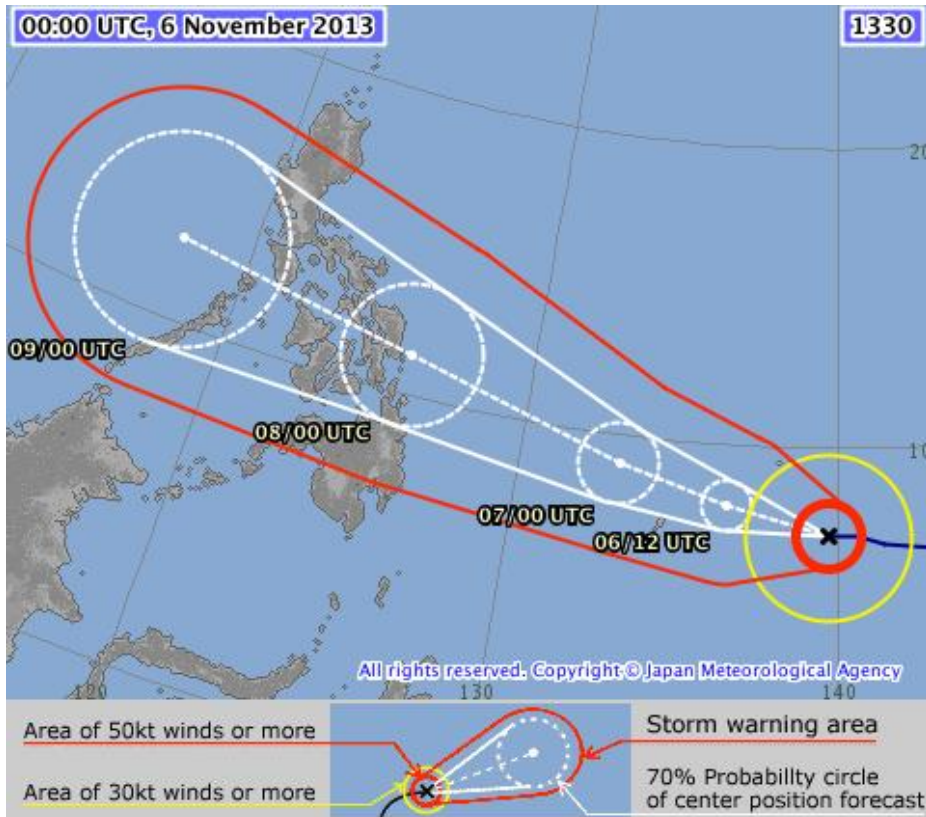 00:00 UTC, 6 November 2013
1330
20
09/00 UTC
08/00 UTC
10
07/00 UTC
06/12 UTC
All rights reserved. Copyright © Japan Meteorological Agency
120
130
140
Area of 50kt winds or more
Storm warning area
Area of 30kt winds or more
70% Probabillty circle
of center position forecast